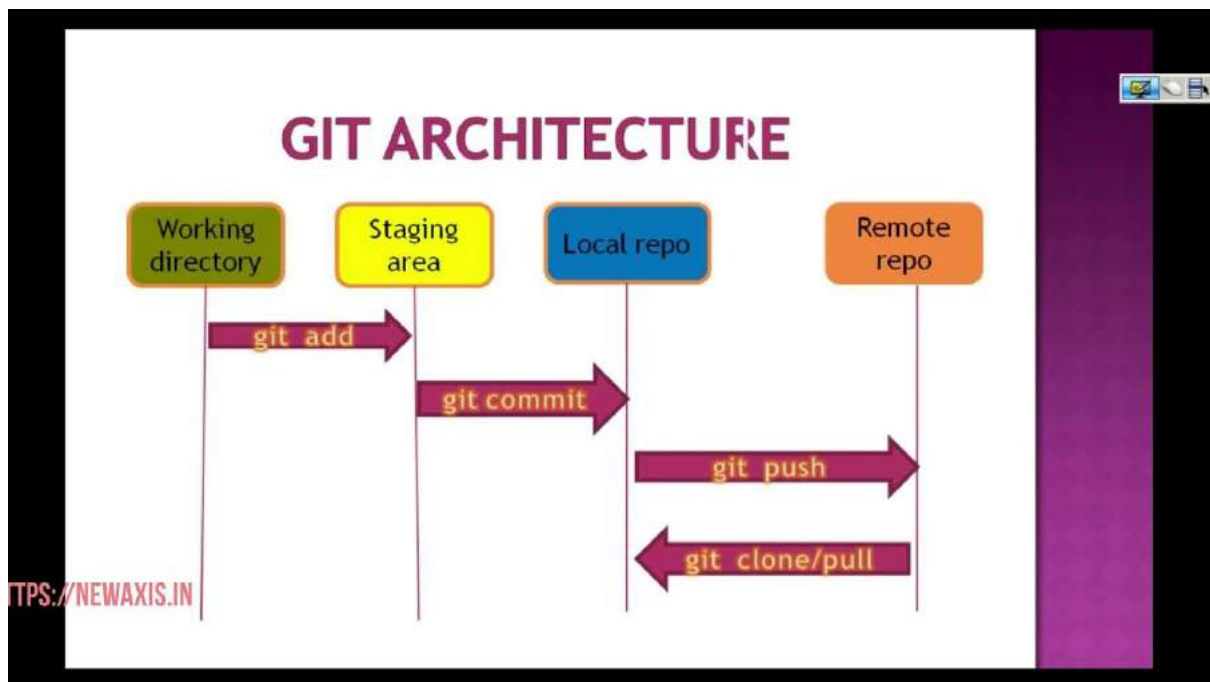 GIT ARCHITECTURE
Working
directory
Staging
area
Local repo
Remote
repo
git add
git commit
git push
git clone/pull
TTPS://NEWAXIS.IN